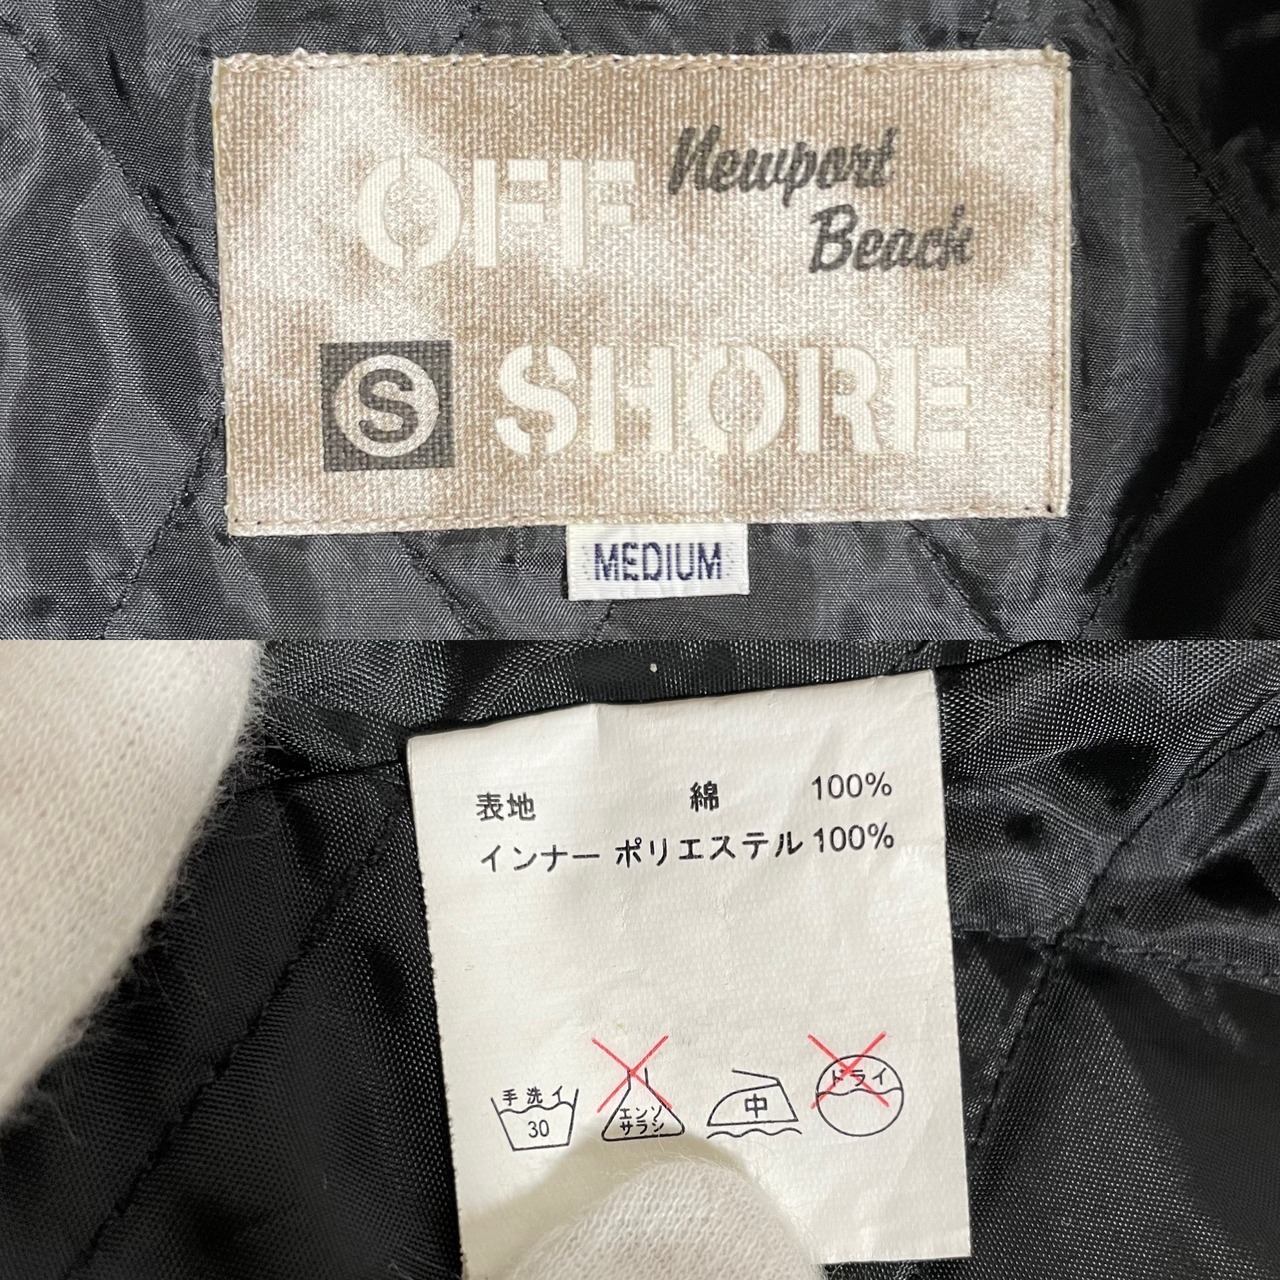 OFF Newport
Beach
S SHORE
MEDIUM
表地 綿 100%
インナー ポリエステル 100%
手洗イ
30
エンソ
サラシ
中
ドライ